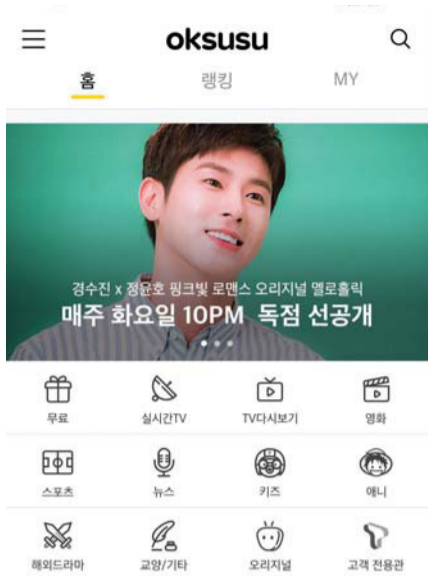 oksusu
홈 랭킹 MY
경수진 x 정윤호 핑크빛 로맨스 오리지널 멜로홀릭
매주 화요일 10PM 독점 선공개
무료 실시간TV TV다시보기 영화
스포츠 뉴스 키즈 애니
해외드라마 교양/기타 오리지널 고객 전용관